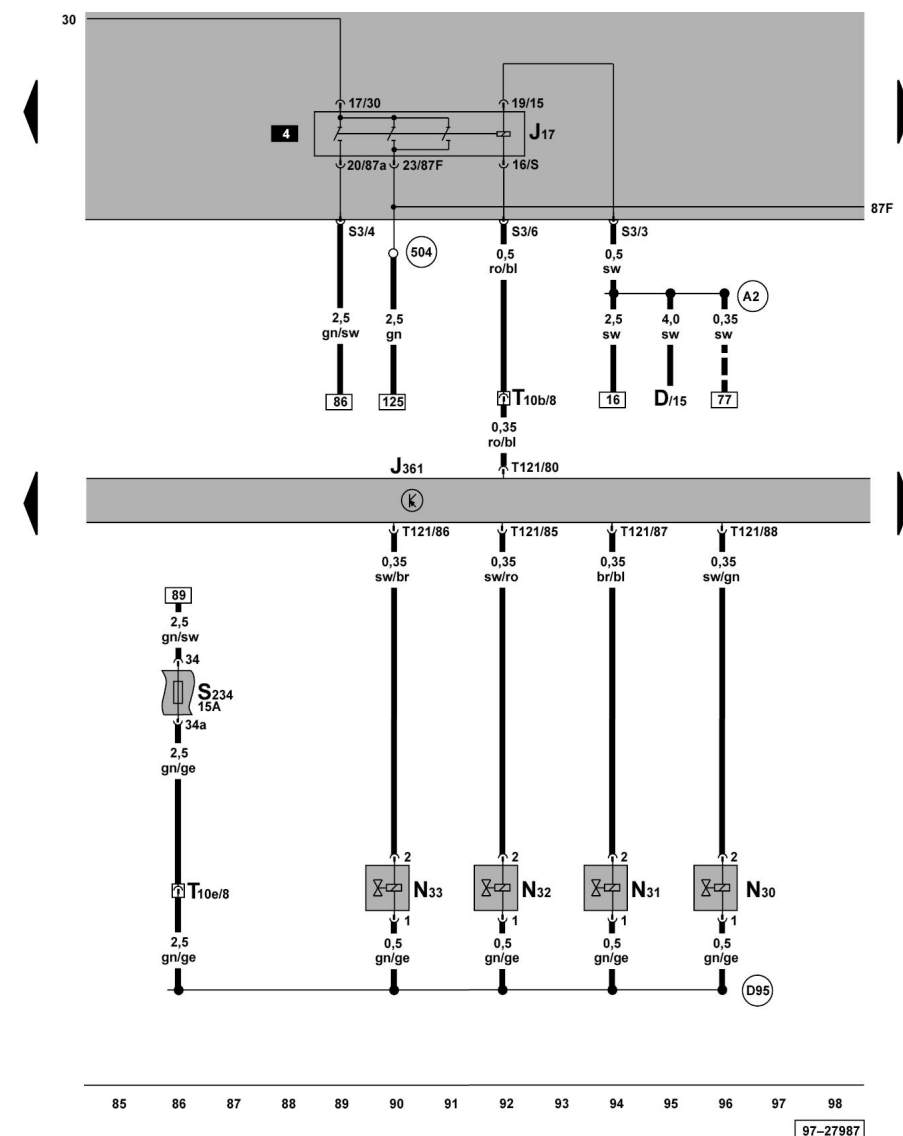 30
17/30 19/15
4 J17
20/87a 23/87F 16/S
87F
S3/4 S3/6 S3/3
504
0,5 0,5
ro/bl sw
A2
2,5 2,5 2,5 4,0 0,35
gn/sw gn sw sw sw
86 125 T10b/8 16 D/15 77
0,35
ro/bl
J361 T121/80
T121/86 T121/85 T121/87 T121/88
0,35 0,35 0,35 0,35
sw/br sw/ro br/bl sw/gn
89
2,5
gn/sw
34
S234
15A
34a
2,5
gn/ge
2 2 2 2
T10e/8 N33 N32 N31 N30
1 1 1 1
2,5 0,5 0,5 0,5 0,5
gn/ge gn/ge gn/ge gn/ge gn/ge
D95
85 86 87 88 89 90 91 92 93 94 95 96 97 98
97–27987